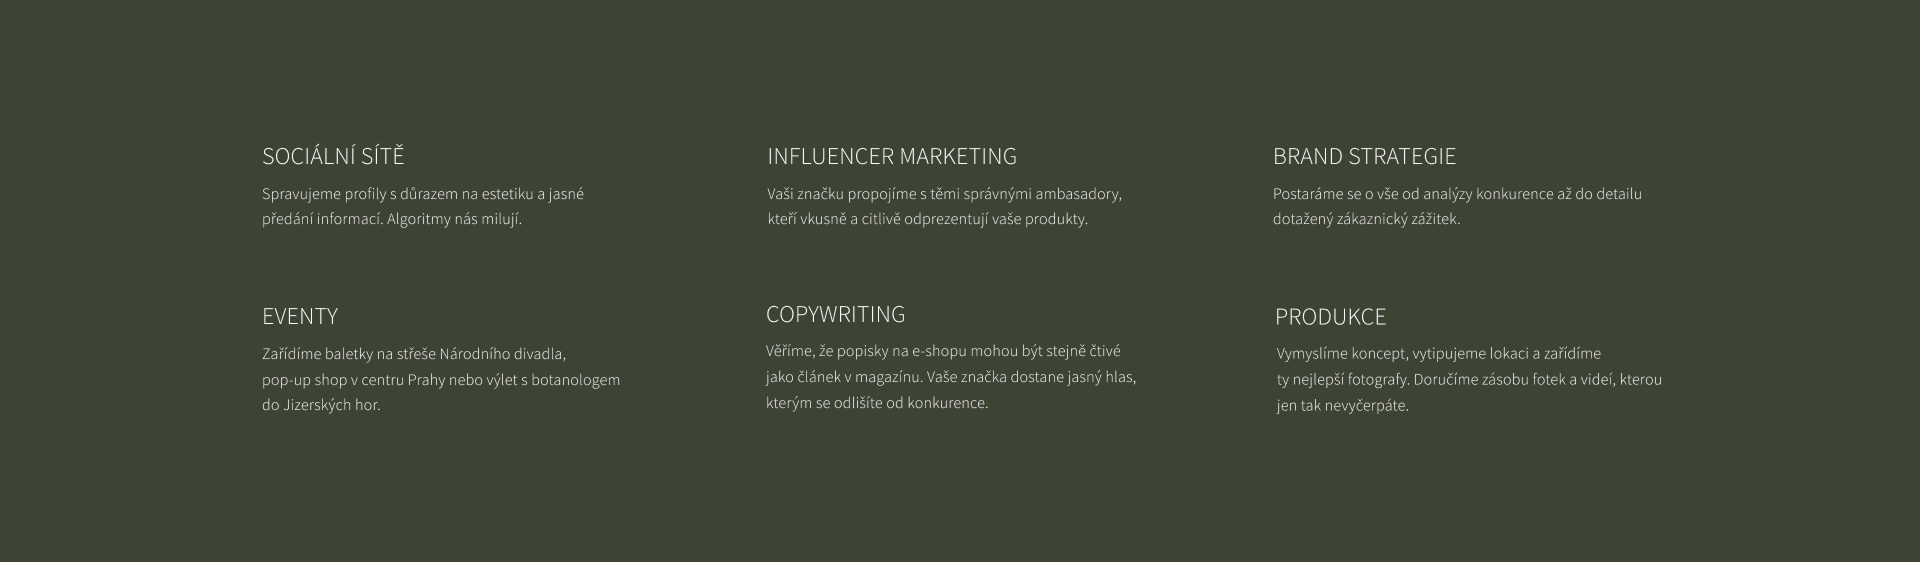 SOCIÁLNÍ SÍTĚ
Spravujeme profily s důrazem na estetiku a jasné
předání informací. Algoritmy nás milují.
INFLUENCER MARKETING
Vaši značku propojíme s těmi správnými ambasadory,
kteří vkusně a citlivě odprezentují vaše produkty.
BRAND STRATEGIE
Postaráme se o vše od analýzy konkurence až do detailu
dotažený zákaznický zážitek.
EVENTY
Zařídíme baletky na střeše Národního divadla,
pop-up shop v centru Prahy nebo výlet s botanologem
do Jizerských hor.
COPYWRITING
Věříme, že popisky na e-shopu mohou být stejně čtivé
jako článek v magazínu. Vaše značka dostane jasný hlas,
kterým se odlišíte od konkurence.
PRODUKCE
Vymyslíme koncept, vytipujeme lokaci a zařídíme
ty nejlepší fotografy. Doručíme zásobu fotek a videí, kterou
jen tak nevyčerpáte.